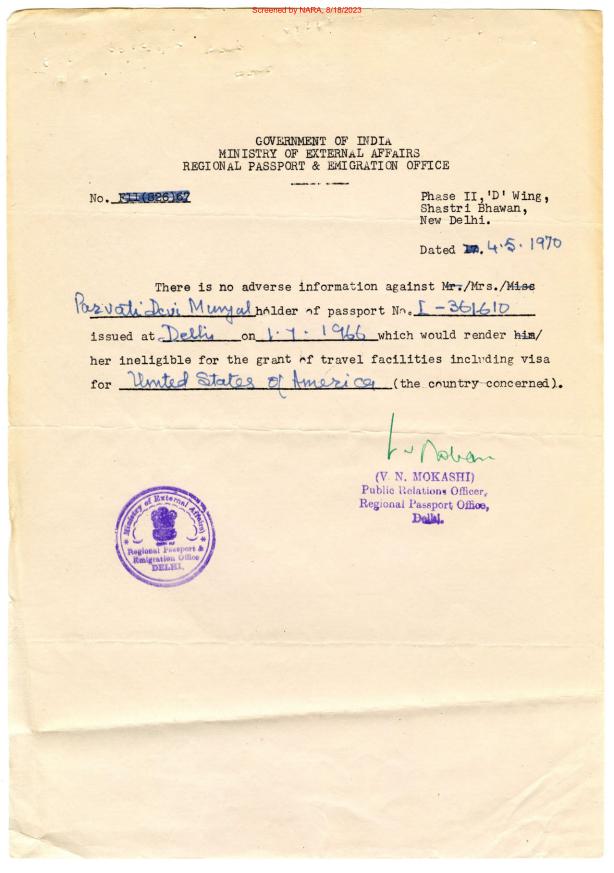 Screened by NARA, 8/18/2023
GOVERNMENT OF INDIA
MINISTRY OF EXTERNAL AFFAIRS
REGIONAL PASSPORT & EMIGRATION OFFICE
No. F11(826)67
Phase II,'D' Wing,
Shastri Bhawan,
New Delhi.
Dated 4.5.1970
There is no adverse information against Mr./Mrs./Miss
Parvati Devi Munjal holder of passport No. I-361610
issued at Delhi on 1.7.1966 which would render him/
her ineligible for the grant of travel facilities including visa
for United States of America (the country concerned).
(V. N. MOKASHI)
Public Relations Officer,
Regional Passport Office,
Delhi.
* Ministry of External Affairs *
Regional Passport &
Emigration Office
DELHI.